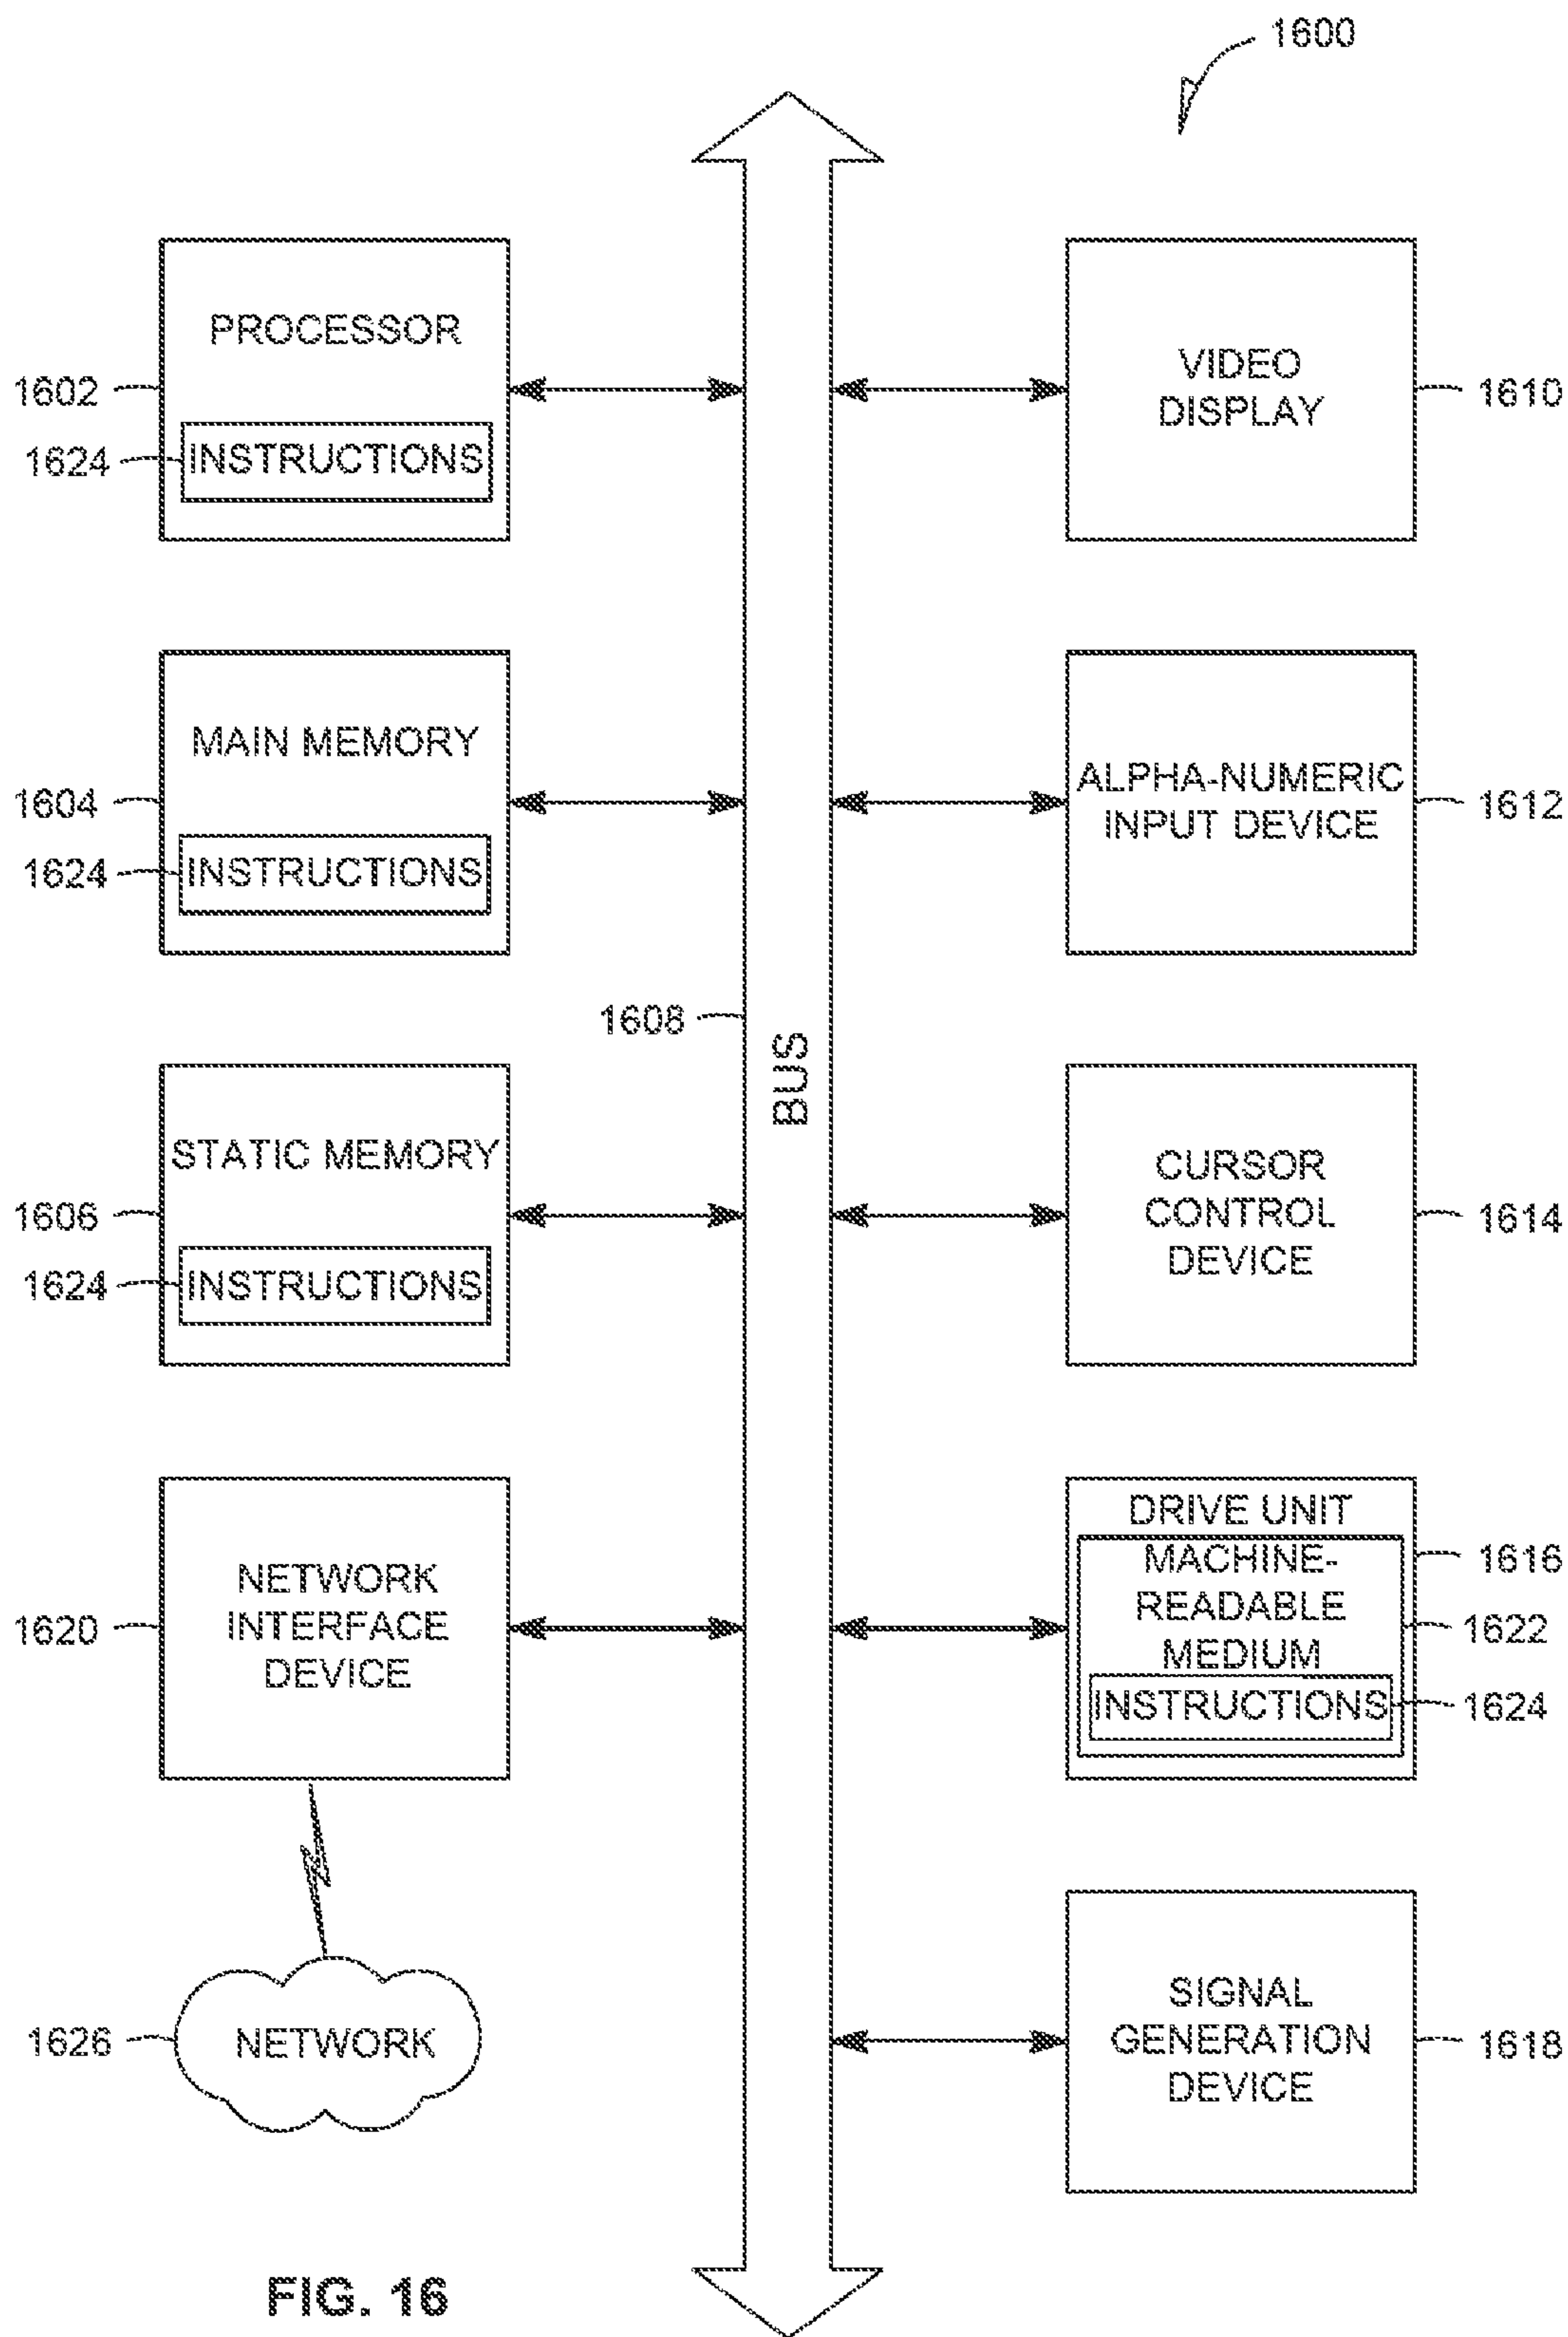 1600
PROCESSOR
1602
1624
INSTRUCTIONS
VIDEO
DISPLAY
1610
MAIN MEMORY
1604
1624
INSTRUCTIONS
ALPHA-NUMERIC
INPUT DEVICE
1612
1608
BUS
STATIC MEMORY
1606
1624
INSTRUCTIONS
CURSOR
CONTROL
DEVICE
1614
NETWORK
INTERFACE
DEVICE
1620
DRIVE UNIT
MACHINE-
READABLE
MEDIUM
INSTRUCTIONS
1616
1622
1624
1626
NETWORK
SIGNAL
GENERATION
DEVICE
1618
FIG. 16